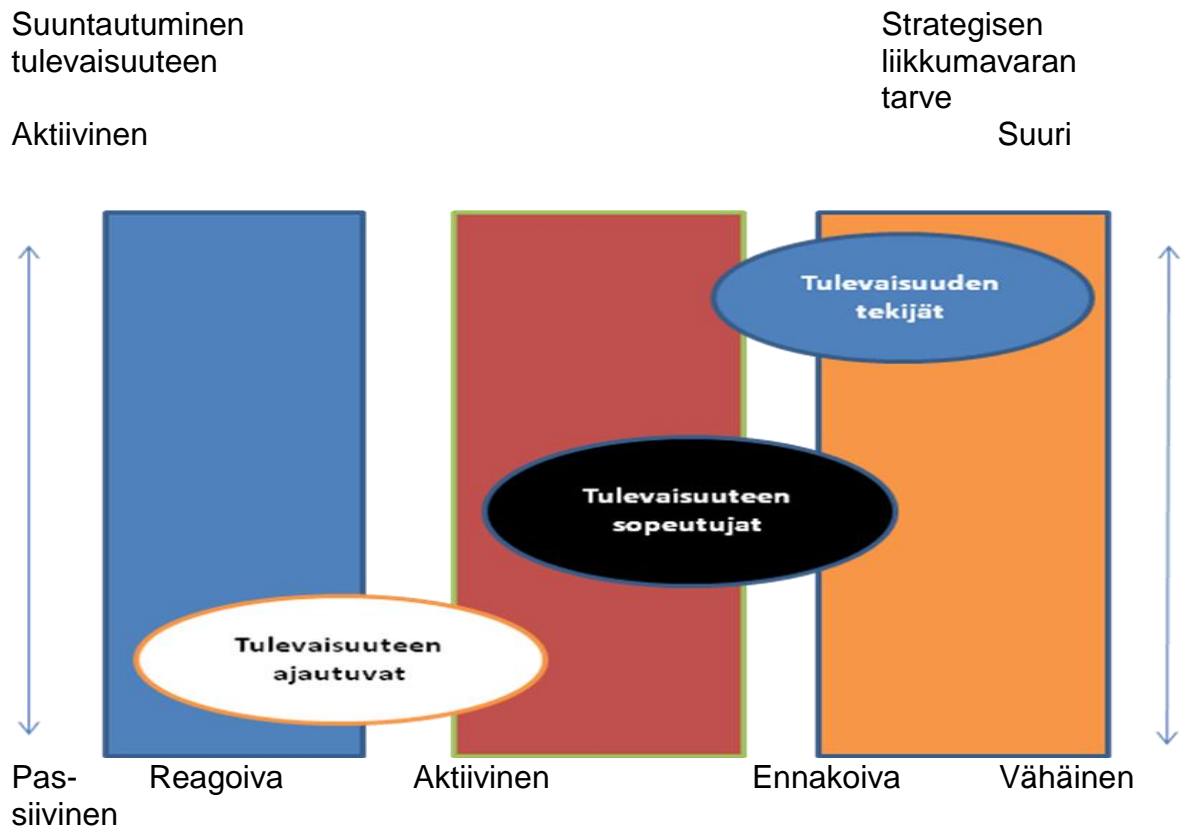 Suuntautuminen
tulevaisuuteen
Strategisen
liikkumavaran
tarve
Aktiivinen
Suuri
Tulevaisuuden
tekijät
Tulevaisuuteen
sopeutujat
Tulevaisuuteen
ajautuvat
Pas-
siivinen
Reagoiva
Aktiivinen
Ennakoiva
Vähäinen